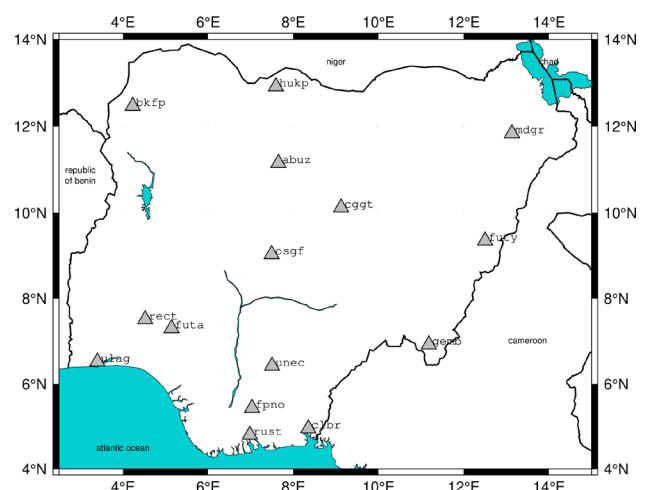 4°E 6°E 8°E 10°E 12°E 14°E
14°N 14°N
niger
chad
hukp
bkfp
12°N 12°N
mdgr
abuz
republic
of benin
cggt
10°N 10°N
futy
osgf
8°N 8°N
rect
futa
gemb
cameroon
ulag
unec
6°N 6°N
fpno
clbr
rust
atlantic ocean
4°N 4°N
4°E 6°E 8°E 10°E 12°E 14°E